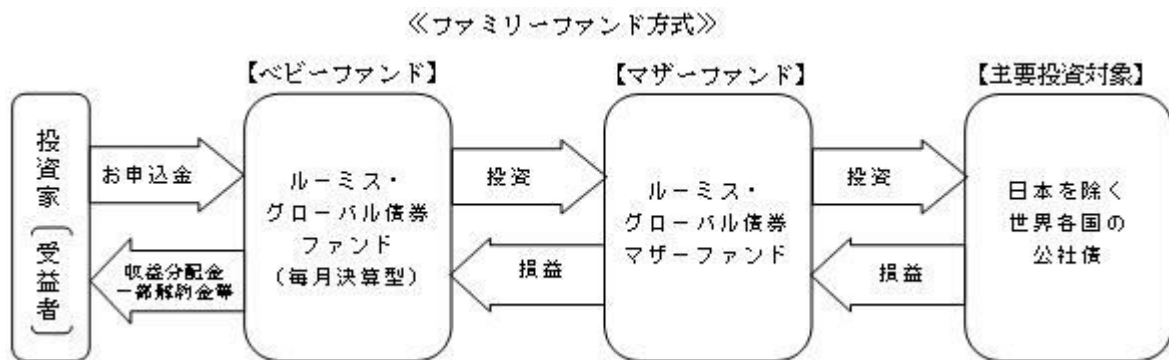 ≪ファミリーファンド方式≫
【ベビーファンド】
【マザーファンド】
【主要投資対象】
投資家〔受益者〕
お申込金
収益分配金
一部解約金等
ルーミス・
グローバル債券
ファンド
(毎月決算型)
投資
損益
ルーミス・
グローバル債券
マザーファンド
投資
損益
日本を除く
世界各国の
公社債